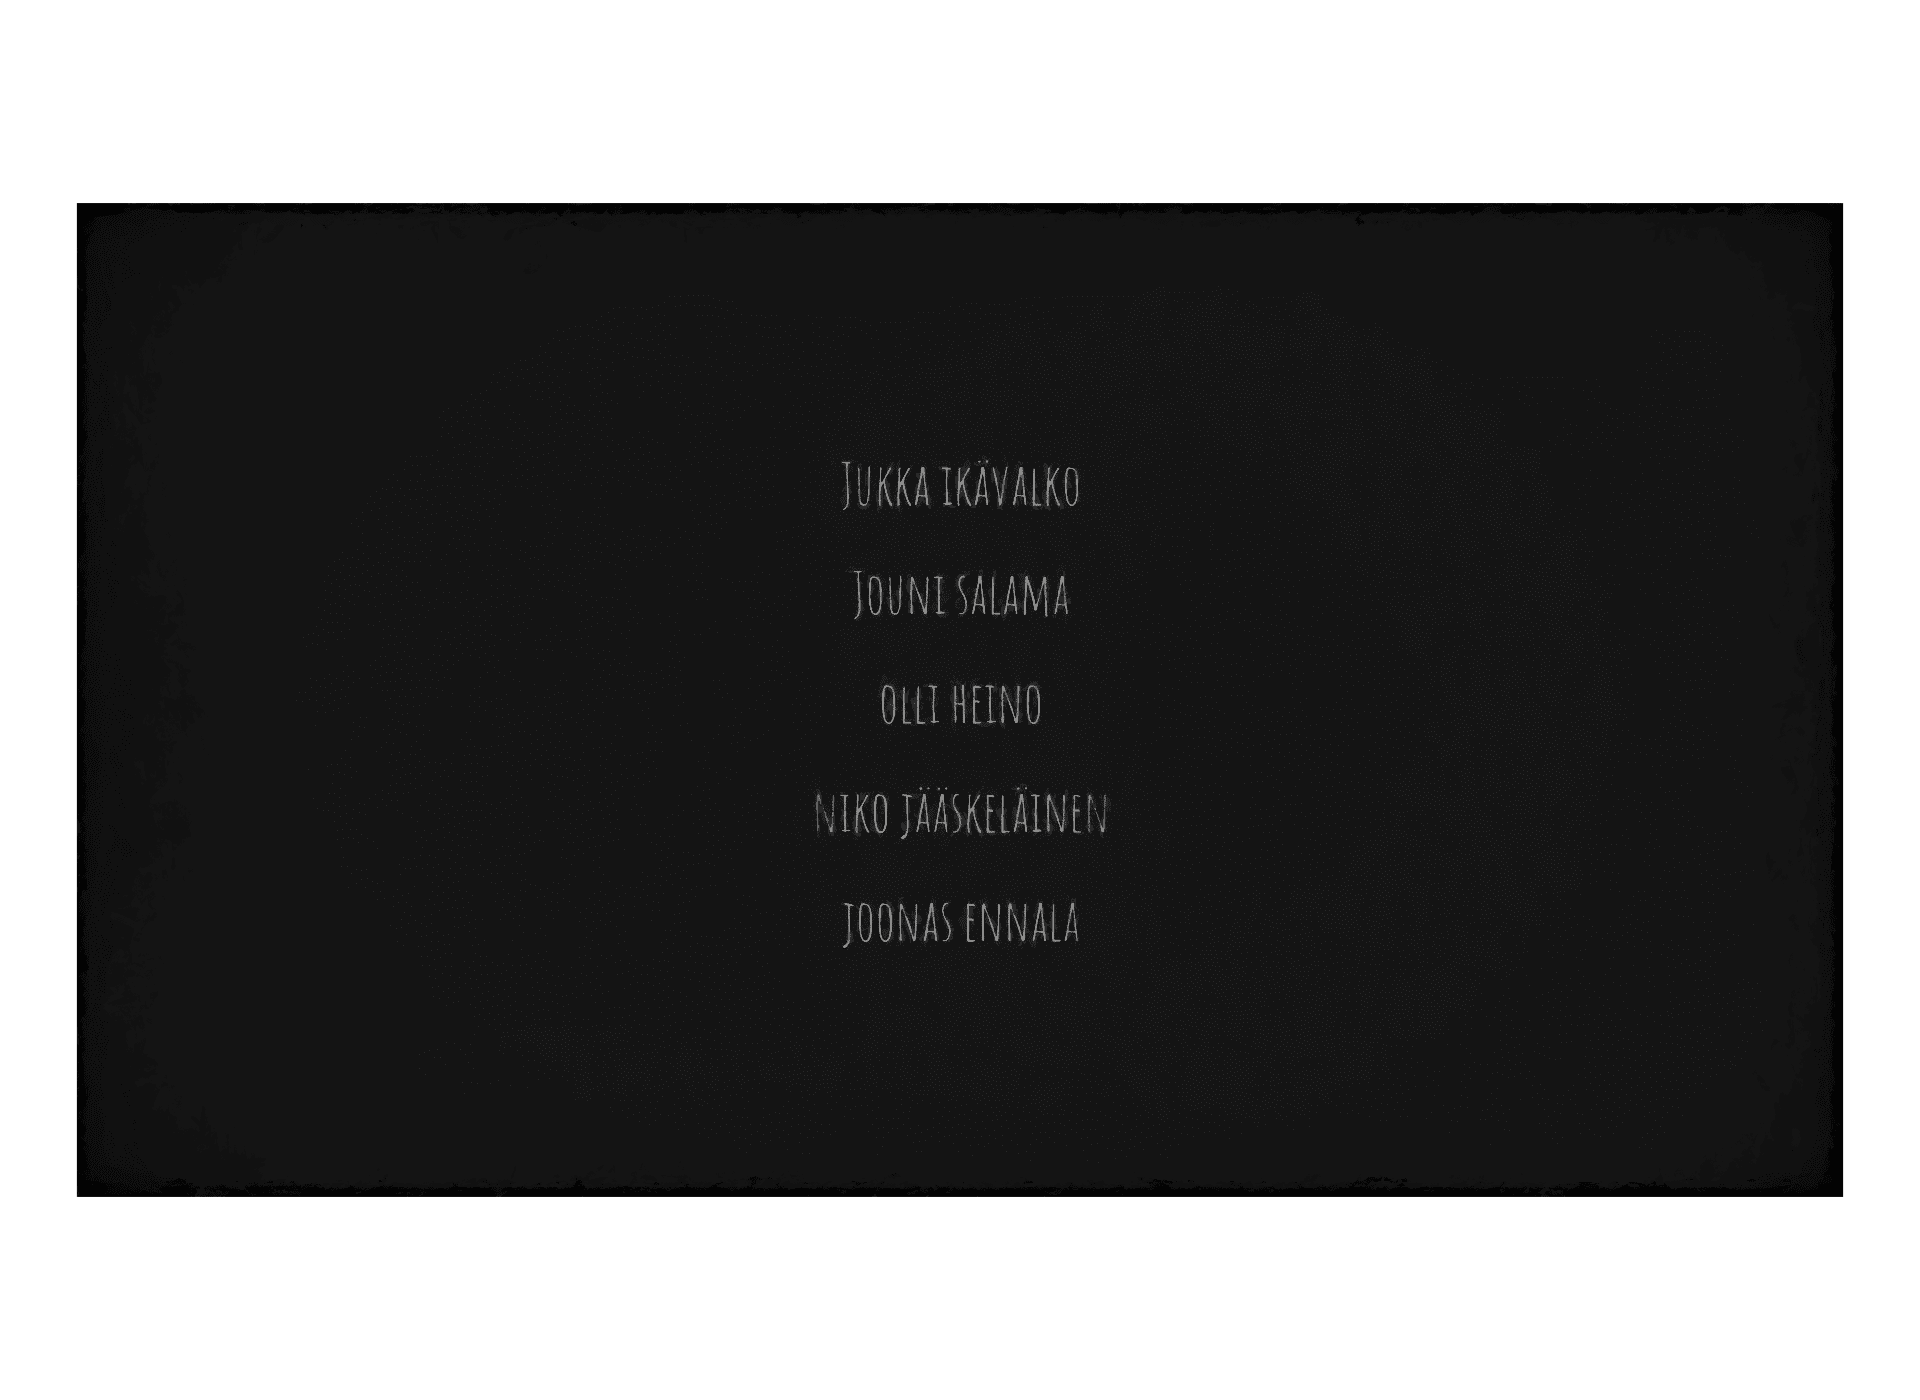 Jukka ikävalko
Jouni salama
olli heino
niko jääskeläinen
joonas ennala